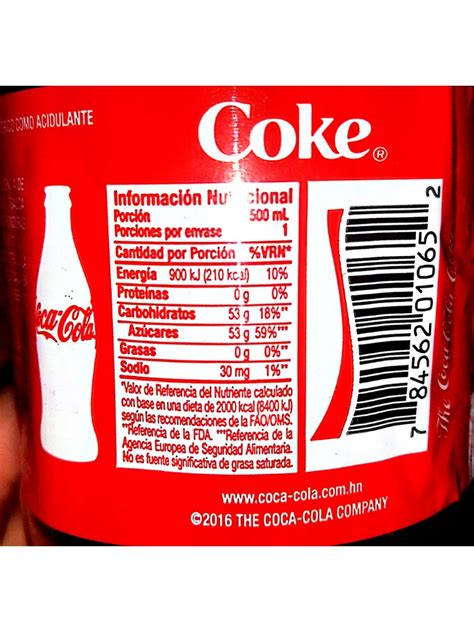 COMO ACIDULANTE
Coke®
Coca-Cola
Información Nutricional
Porción 500 mL
Porciones por envase 1
Cantidad por Porción %VRN*
Energía 900 kJ (210 kcal) 10%
Proteínas 0 g 0%
Carbohidratos 53 g 18%**
Azúcares 53 g 59%***
Grasas 0 g 0%**
Sodio 30 mg 1%**
*Valor de Referencia del Nutriente calculado
con base en una dieta de 2000 kcal (8400 kJ)
según las recomendaciones de la FAO/OMS.
**Referencia de la FDA. ***Referencia de la
Agencia Europea de Seguridad Alimentaria.
No es fuente significativa de grasa saturada.
7 84562 01065 2
The Coca-Cola
www.coca-cola.com.hn
©2016 THE COCA-COLA COMPANY